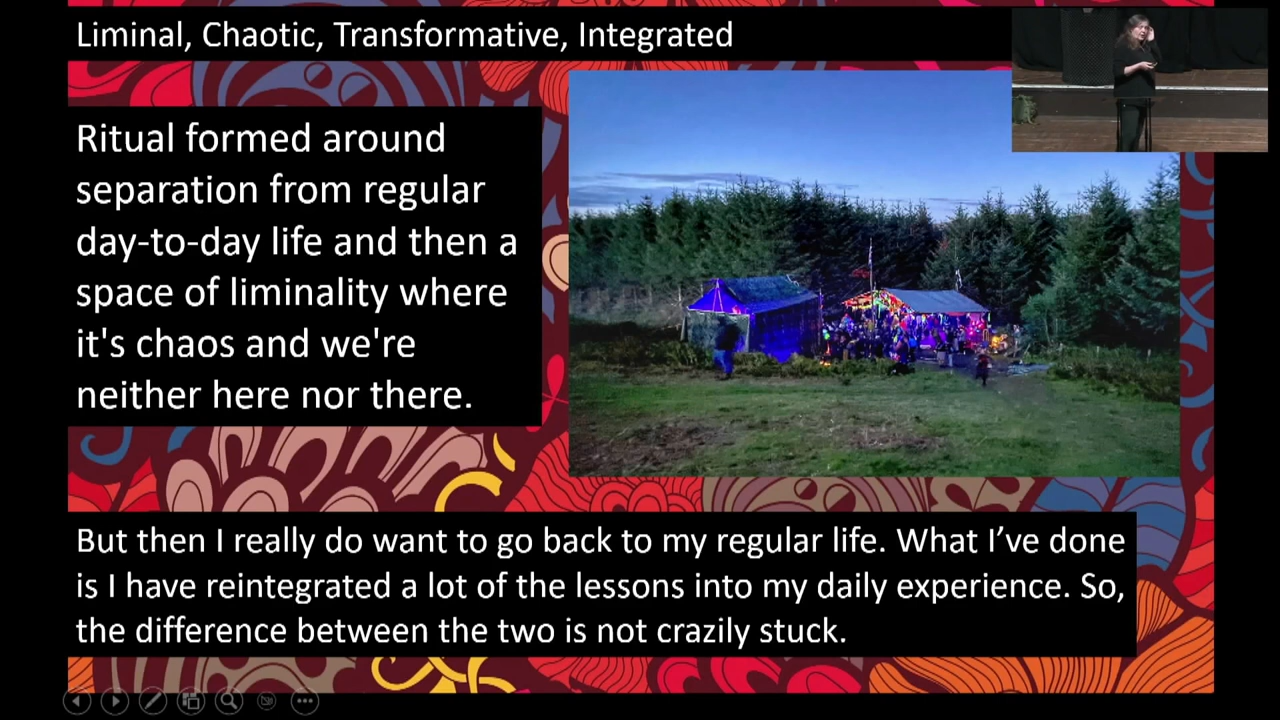 Liminal, Chaotic, Transformative, Integrated
Ritual formed around
separation from regular
day-to-day life and then a
space of liminality where
it's chaos and we're
neither here nor there.
But then I really do want to go back to my regular life. What I’ve done
is I have reintegrated a lot of the lessons into my daily experience. So,
the difference between the two is not crazily stuck.